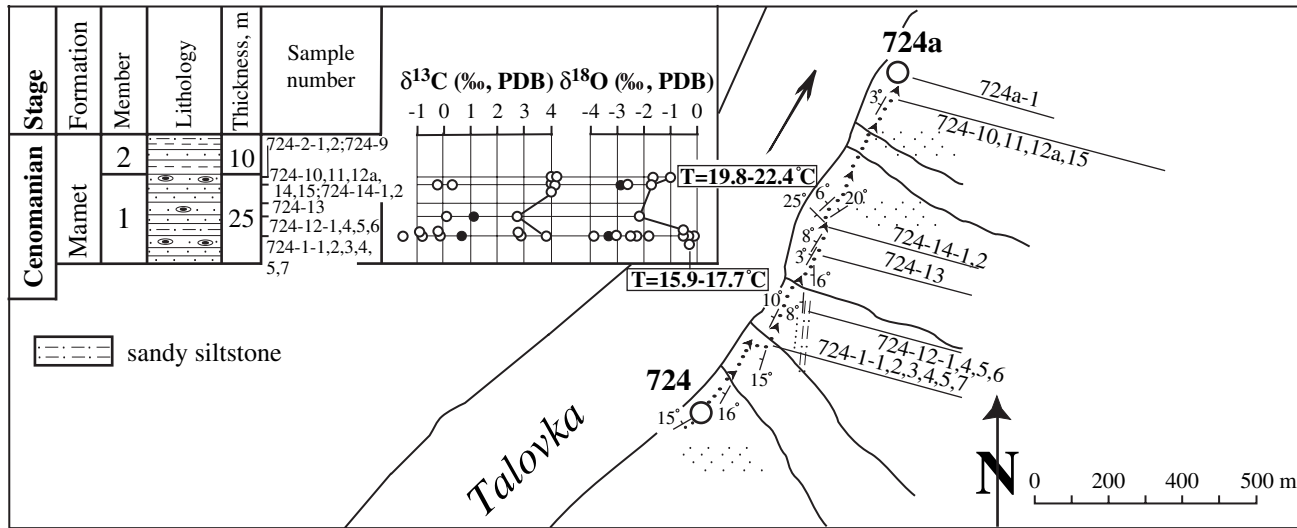 Stage
Formation
Member
Lithology
Thickness, m
Sample
number
δ13C (‰, PDB)
δ18O (‰, PDB)
-1 0 1 2 3 4
-4 -3 -2 -1 0
Cenomanian
Mamet
2
1
10
25
724-2-1,2;724-9
724-10,11,12a,
14,15;724-14-1,2
724-13
724-12-1,4,5,6
724-1-1,2,3,4,
5,7
T=19.8-22.4°C
T=15.9-17.7°C
sandy siltstone
724a
3°
724a-1
724-10,11,12a,15
6°
25°
20°
8°
3°
6°
724-14-1,2
724-13
10°
8°
724-12-1,4,5,6
724-1-1,2,3,4,5,7
724
15°
16°
15°
Talovka
N
0 200 400 500 m